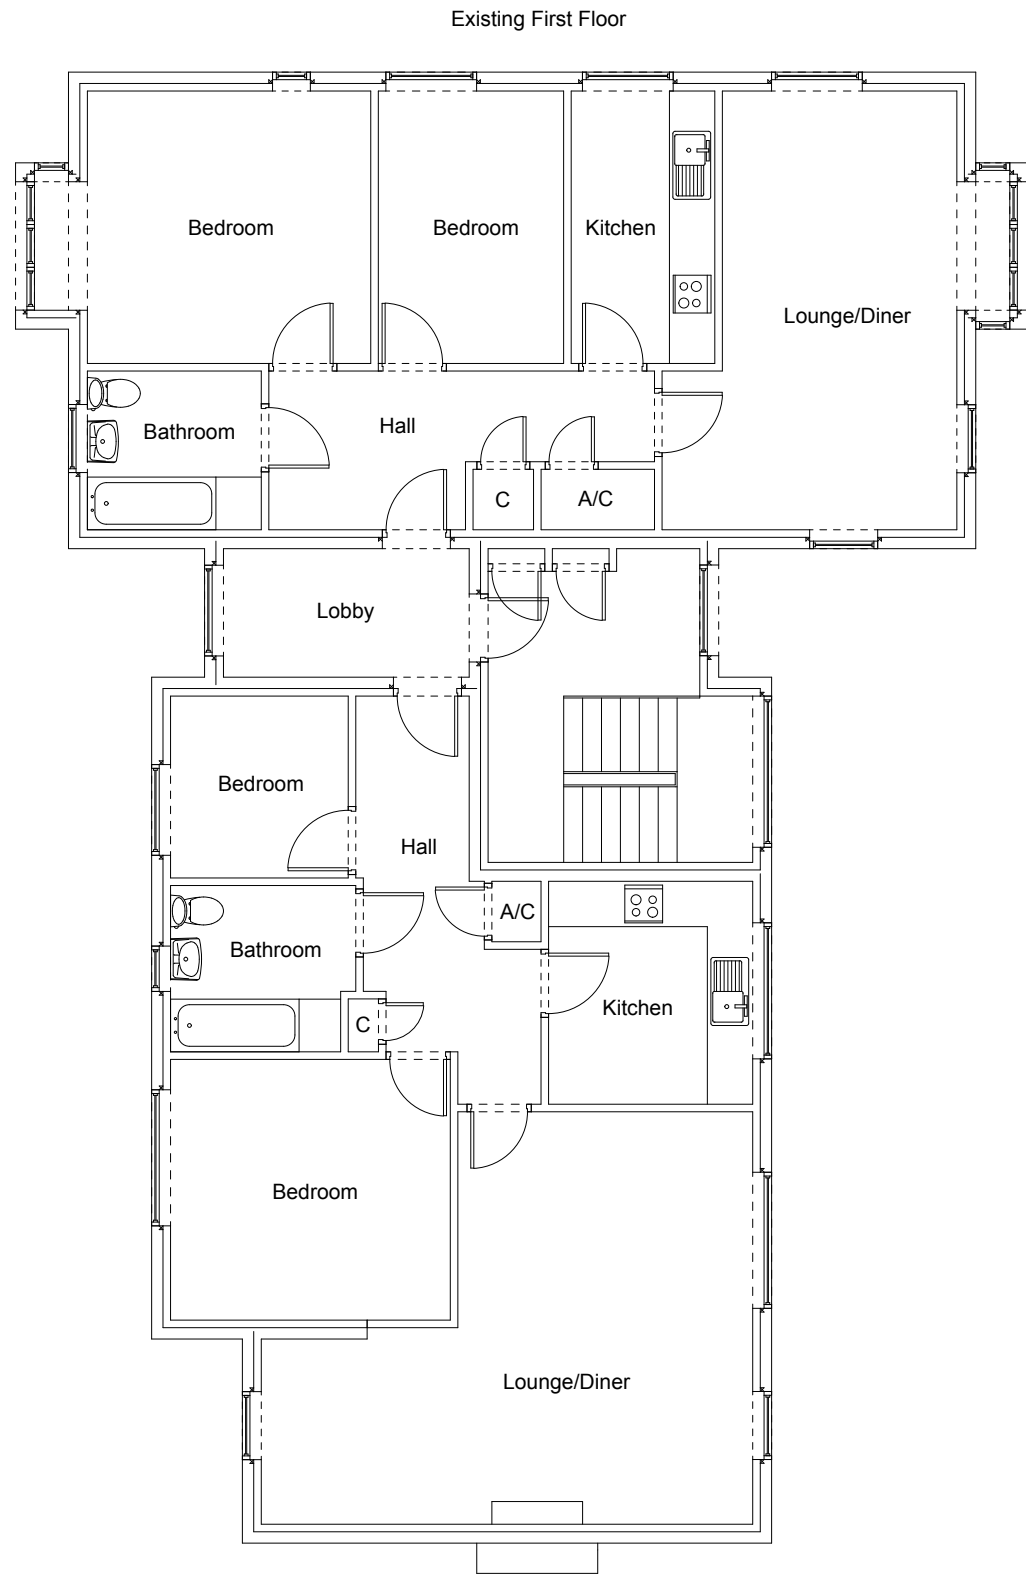 Existing First Floor
Bedroom
Bedroom
Kitchen
Lounge/Diner
Bathroom
Hall
C
A/C
Lobby
Bedroom
Hall
A/C
Bathroom
Kitchen
C
Bedroom
Lounge/Diner